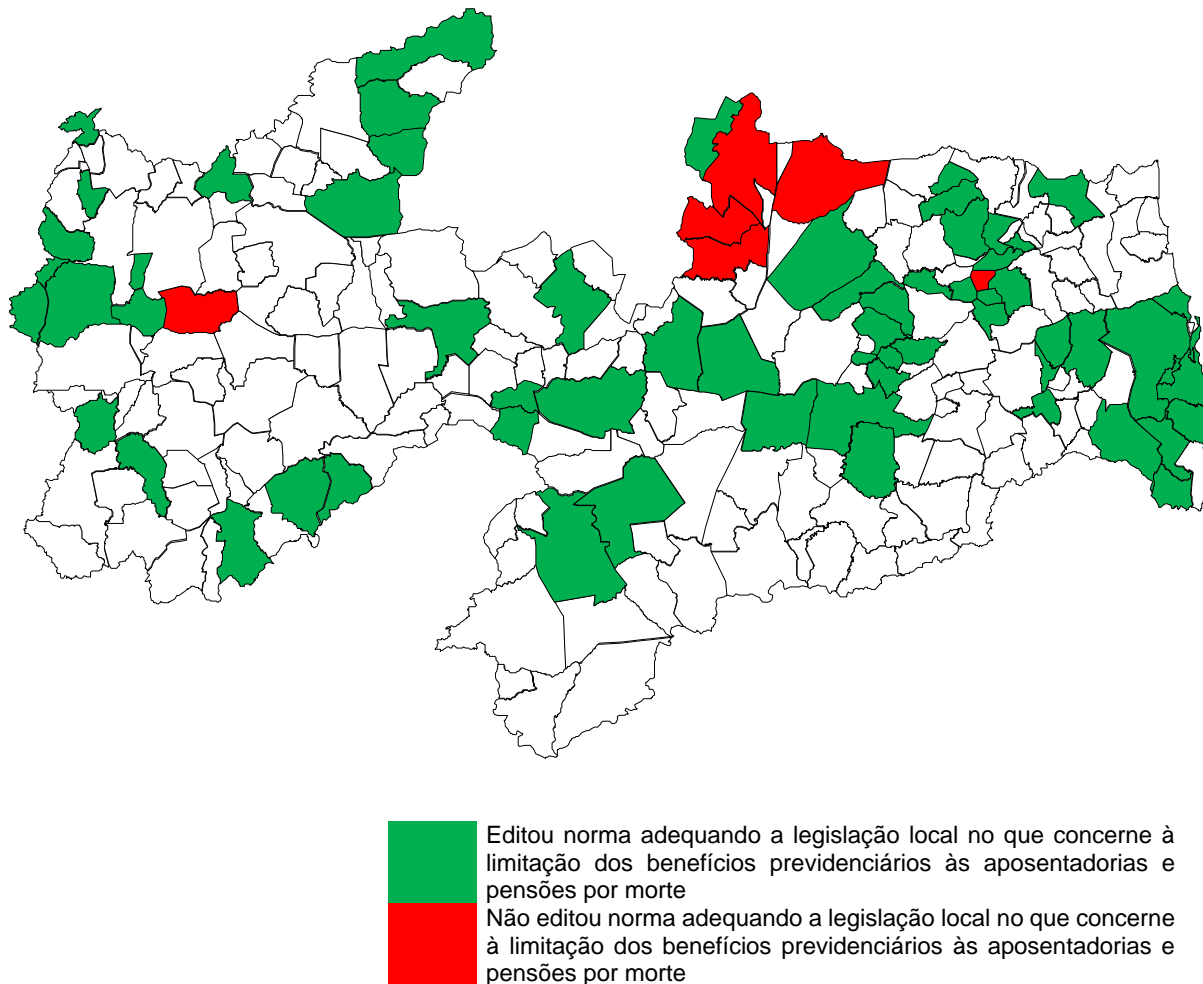 Editou norma adequando a legislação local no que concerne à
limitação dos benefícios previdenciários às aposentadorias e
pensões por morte
Não editou norma adequando a legislação local no que concerne
à limitação dos benefícios previdenciários às aposentadorias e
pensões por morte